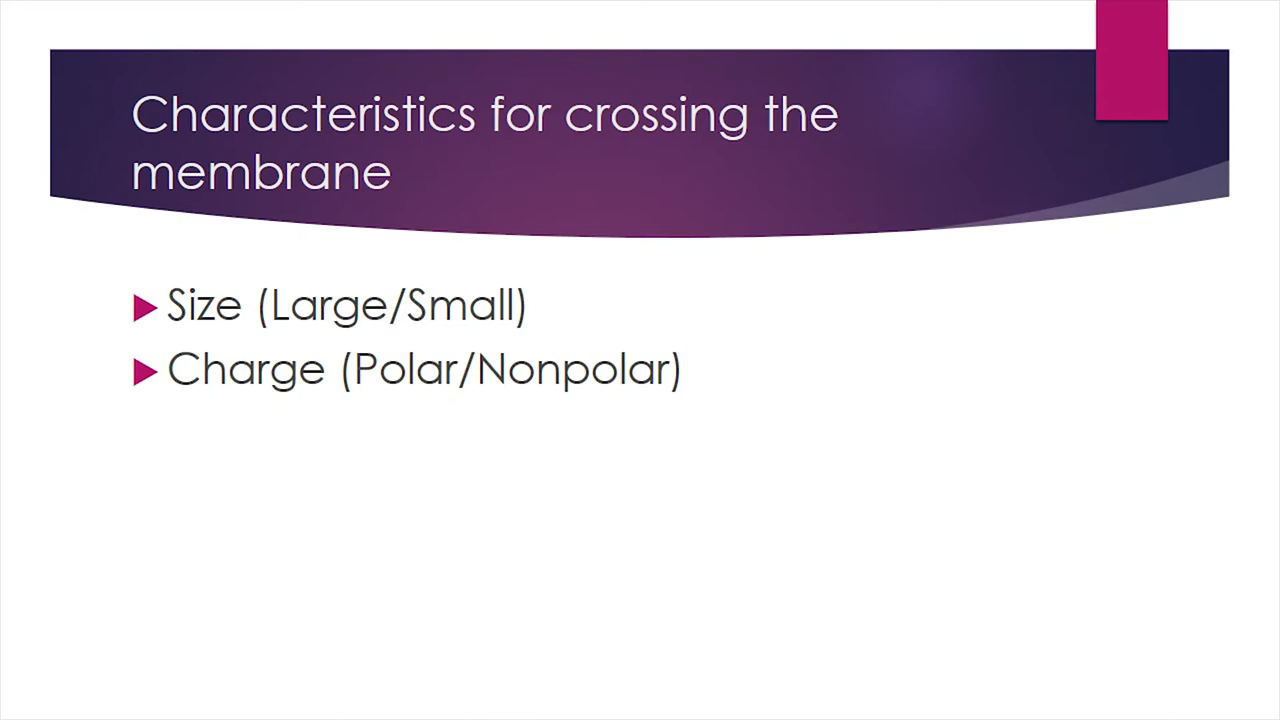 Characteristics for crossing the
membrane
Size (Large/Small)
Charge (Polar/Nonpolar)